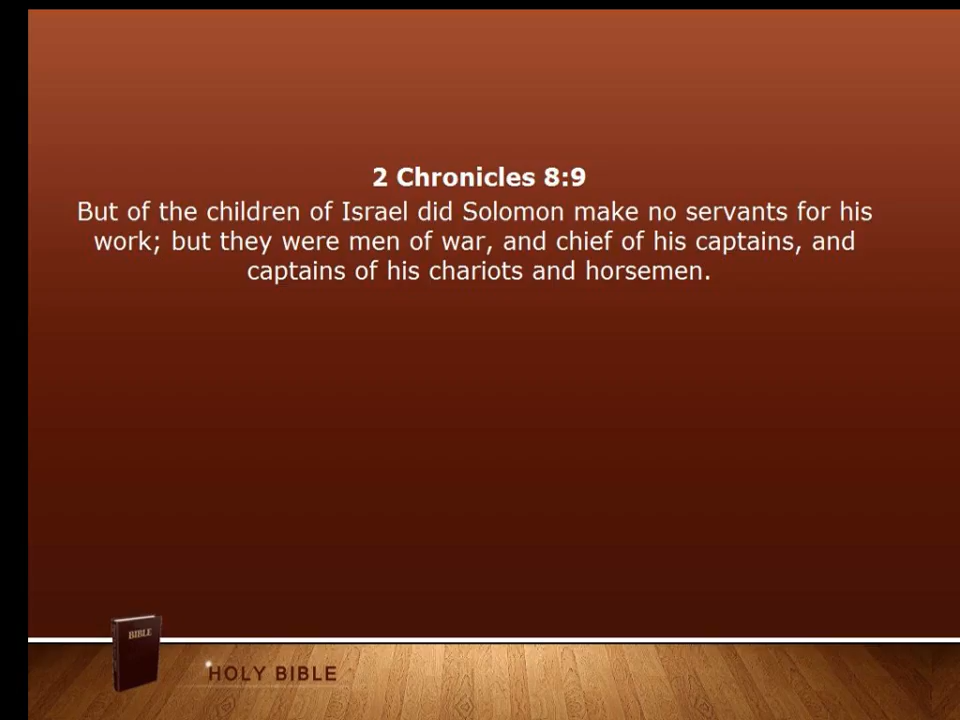 2 Chronicles 8:9
But of the children of Israel did Solomon make no servants for his
work; but they were men of war, and chief of his captains, and
captains of his chariots and horsemen.
BIBLE
HOLY BIBLE